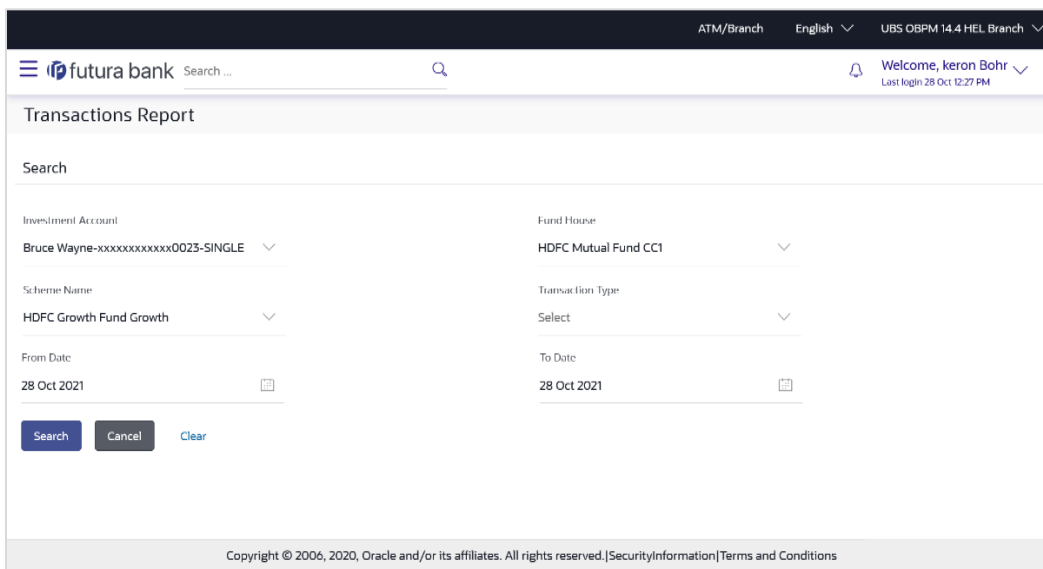 ATM/Branch English UBS OBPM 14.4 HEL Branch
futura bank Search ... Welcome, keron Bohr
Last login 28 Oct 12:27 PM
Transactions Report
Search
Investment Account Fund House
Bruce Wayne-xxxxxxxxxxxx0023-SINGLE HDFC Mutual Fund CC1
Scheme Name Transaction Type
HDFC Growth Fund Growth Select
From Date To Date
28 Oct 2021 28 Oct 2021
Search Cancel Clear
Copyright © 2006, 2020, Oracle and/or its affiliates. All rights reserved.|SecurityInformation|Terms and Conditions